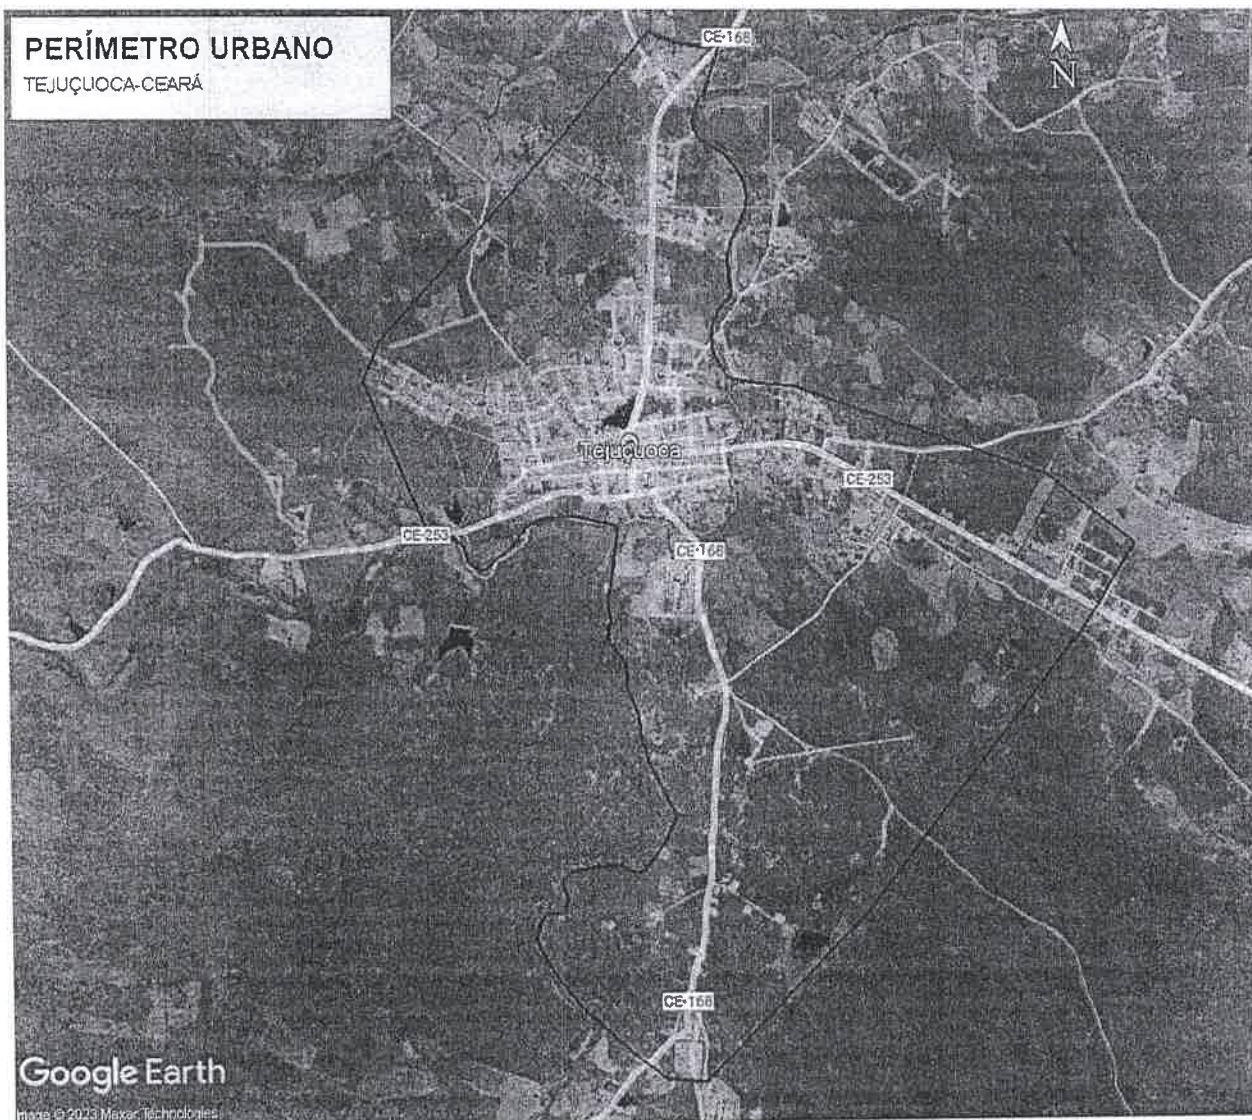 PERÍMETRO URBANO
TEJUÇUOCA-CEARÁ
CE-168
N
Tejuçuoca
CE-253
CE-253
CE-168
CE-168
Google Earth
Image © 2023 Maxar Technologies